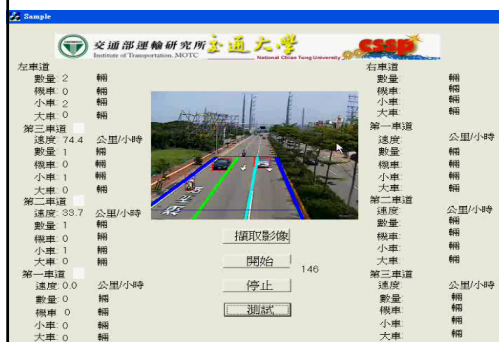 Sample
交通部運輸研究所
Institute of Transportation, MOTC
交通大學
National Chiao Tung University
cssp
左車道
數量: 2 輛
機車: 0 輛
小車: 2 輛
大車: 0 輛
第三車道
速度: 74.4 公里/小時
數量: 1 輛
機車: 0 輛
小車: 1 輛
大車: 0 輛
第二車道
速度: 33.7 公里/小時
數量: 1 輛
機車: 0 輛
小車: 1 輛
大車: 0 輛
第一車道
速度: 0.0 公里/小時
數量: 0 輛
機車: 0 輛
小車: 0 輛
大車: 0 輛
擷取影像
開始
146
停止
測試
右車道
數量: 輛
機車: 輛
小車: 輛
大車: 輛
第一車道
速度: 公里/小時
數量: 輛
機車: 輛
小車: 輛
大車: 輛
第二車道
速度: 公里/小時
數量: 輛
機車: 輛
小車: 輛
大車: 輛
第三車道
速度: 公里/小時
數量: 輛
機車: 輛
小車: 輛
大車: 輛